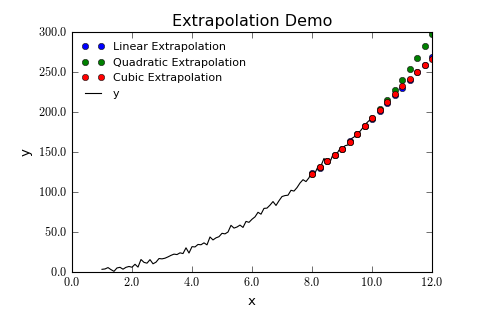 Extrapolation Demo
300.0
250.0
200.0
150.0
100.0
50.0
0.0
y
Linear Extrapolation
Quadratic Extrapolation
Cubic Extrapolation
y
0.0 2.0 4.0 6.0 8.0 10.0 12.0
x